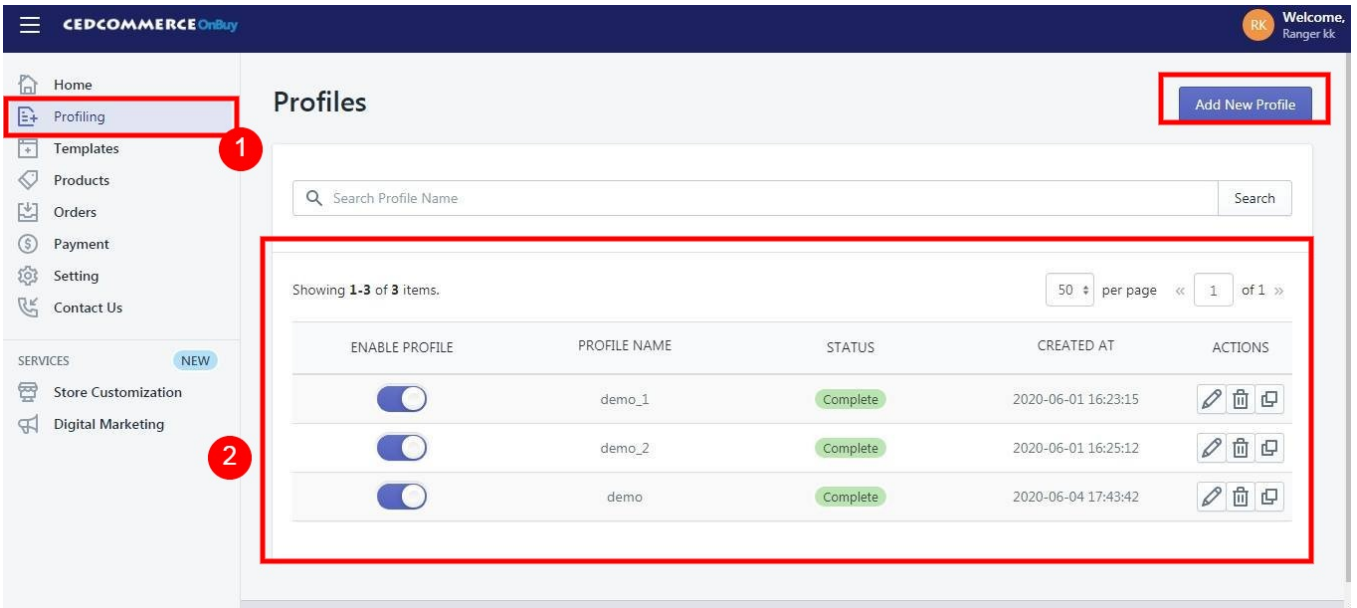 CEDCOMMERCE OnBuy
RK
Welcome,
Ranger kk
Home
Profiling
1
Templates
Products
Orders
Payment
Setting
Contact Us
SERVICES NEW
Store Customization
Digital Marketing
2
Profiles
Add New Profile
Search Profile Name
Search
Showing 1-3 of 3 items.
50 per page « 1 of 1 »
ENABLE PROFILE PROFILE NAME STATUS CREATED AT ACTIONS
demo_1 Complete 2020-06-01 16:23:15
demo_2 Complete 2020-06-01 16:25:12
demo Complete 2020-06-04 17:43:42